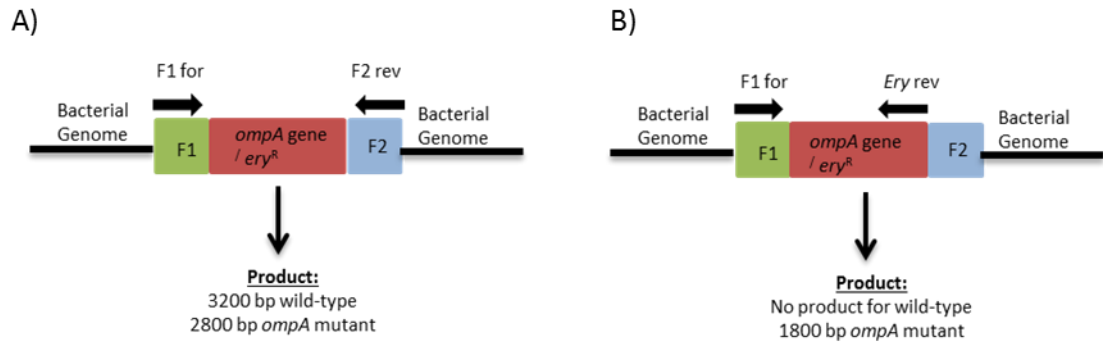 A)
F1 for
F2 rev
Bacterial
Genome
F1
ompA gene
/ eryR
F2
Bacterial
Genome
Product:
3200 bp wild-type
2800 bp ompA mutant
B)
F1 for
Ery rev
Bacterial
Genome
F1
ompA gene
/ eryR
F2
Bacterial
Genome
Product:
No product for wild-type
1800 bp ompA mutant